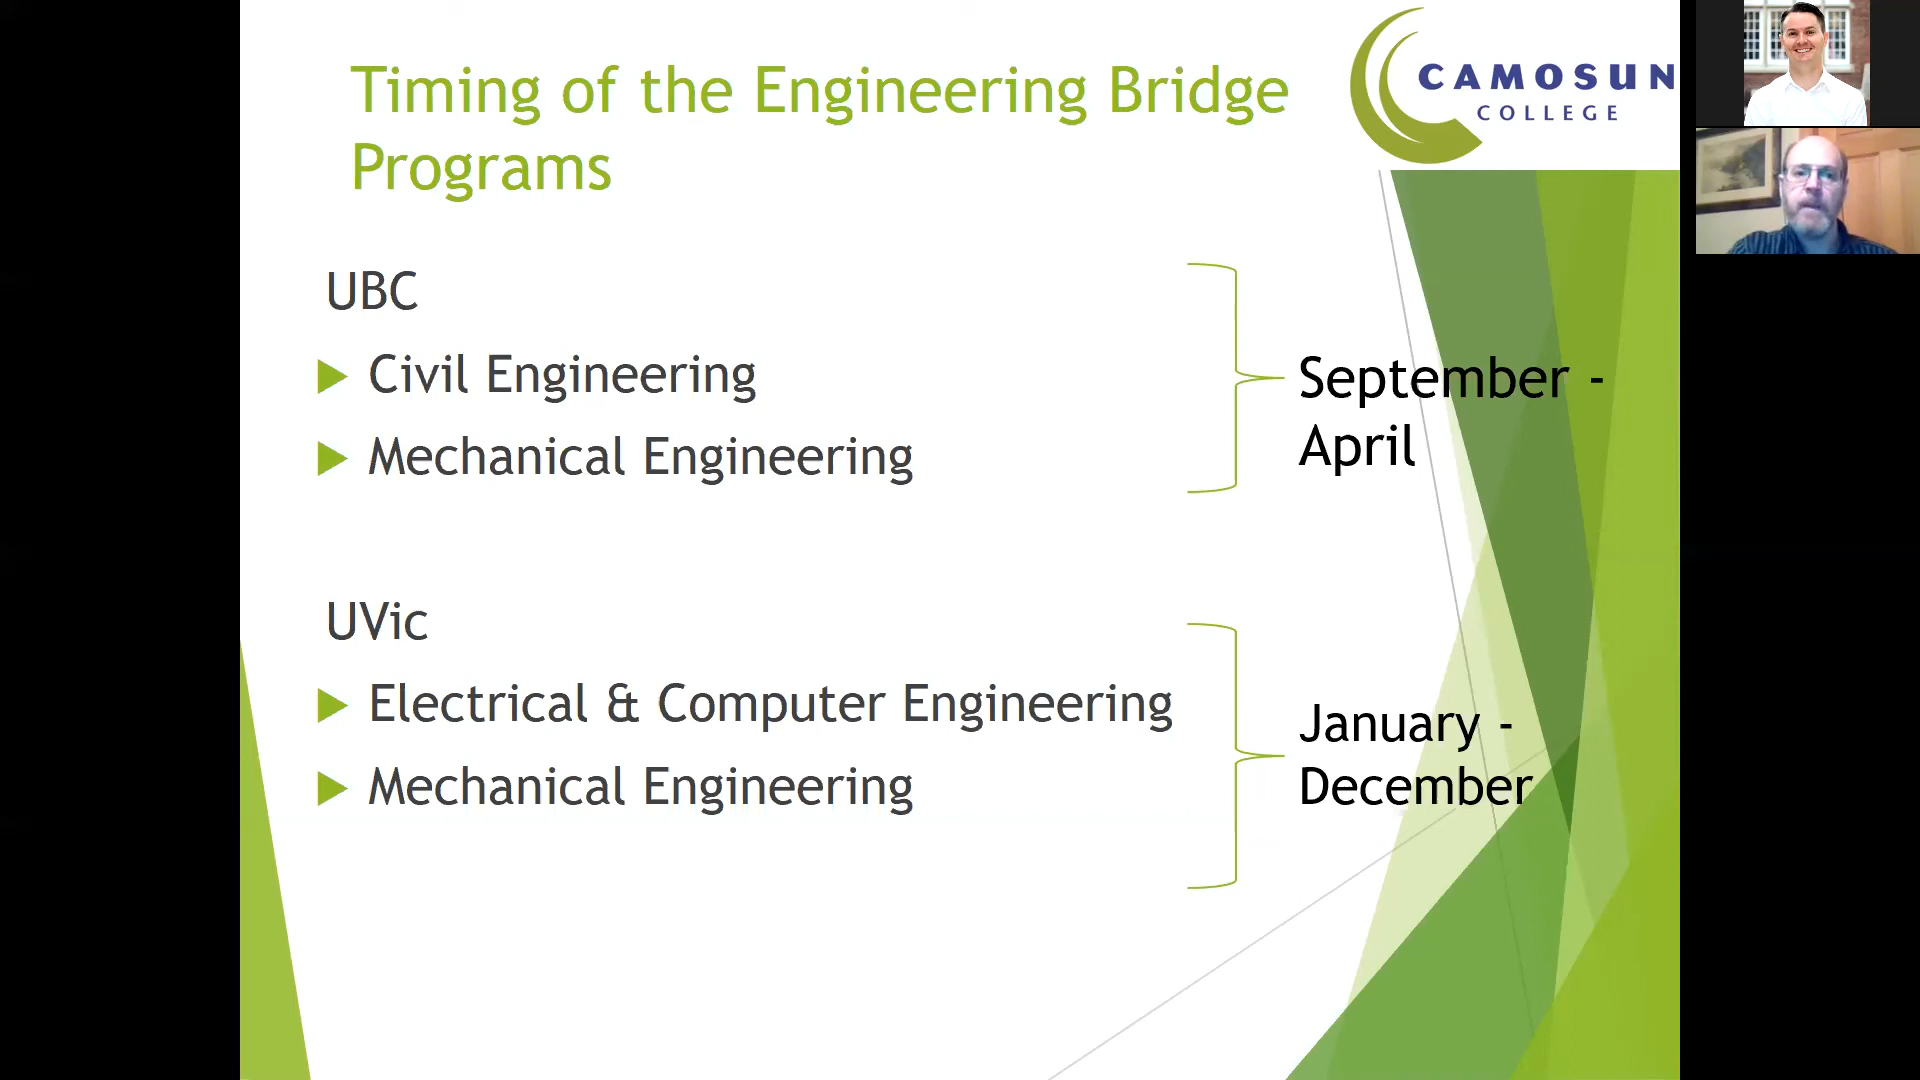 Timing of the Engineering Bridge
Programs
CAMOSUN
COLLEGE
UBC
Civil Engineering
Mechanical Engineering
September -
April
UVic
Electrical & Computer Engineering
Mechanical Engineering
January -
December